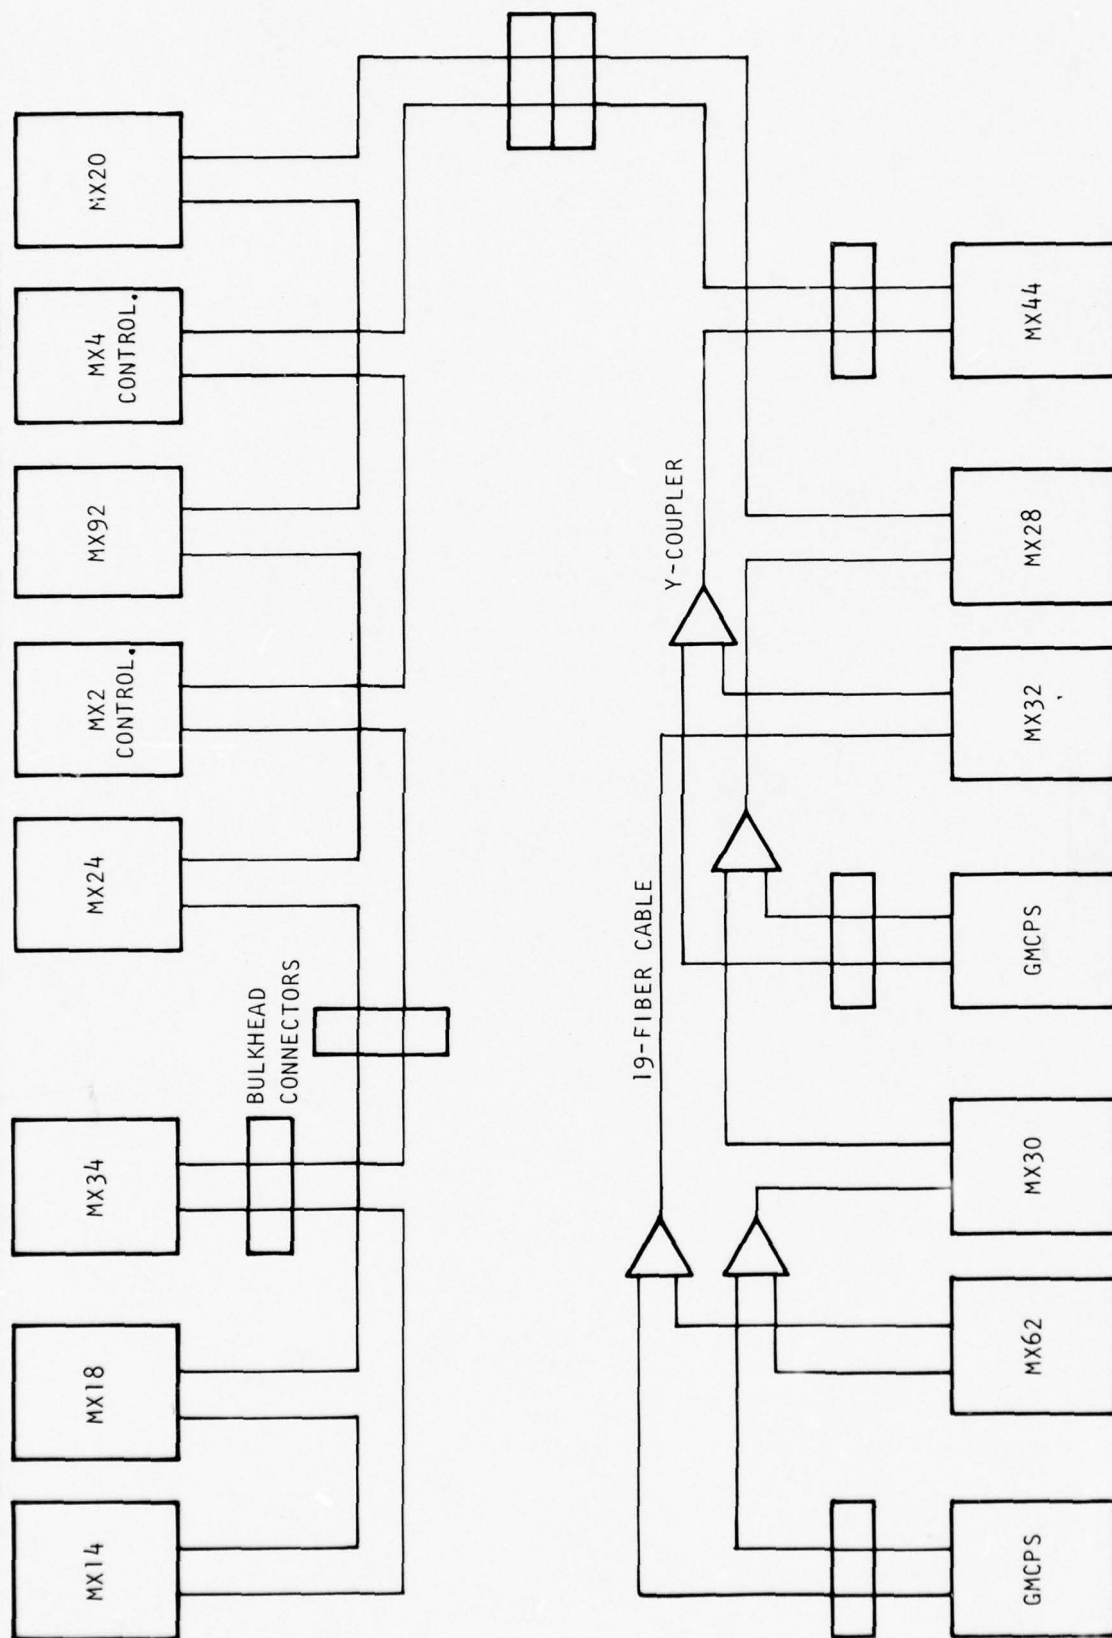 MX14
MX18
MX34
MX24
MX2
CONTROL.
MX92
MX4
CONTROL.
MX20
BULKHEAD
CONNECTORS
19-FIBER CABLE
Y-COUPLER
GMCPS
MX62
MX30
GMCPS
MX32
MX28
MX44